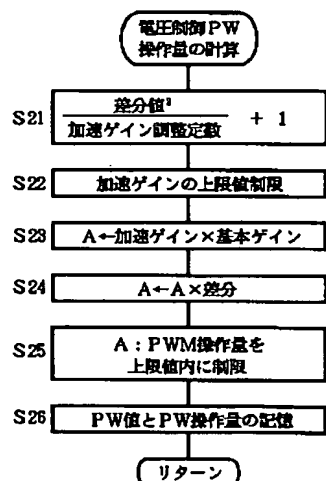 電圧制御PW
操作量の計算
S21
差分値²
加速ゲイン調整定数
+ 1
S22
加速ゲインの上限値制限
S23
A←加速ゲイン×基本ゲイン
S24
A←A×差分
S25
A:PWM操作量を
上限値内に制限
S26
PW値とPW操作量の記憶
リターン